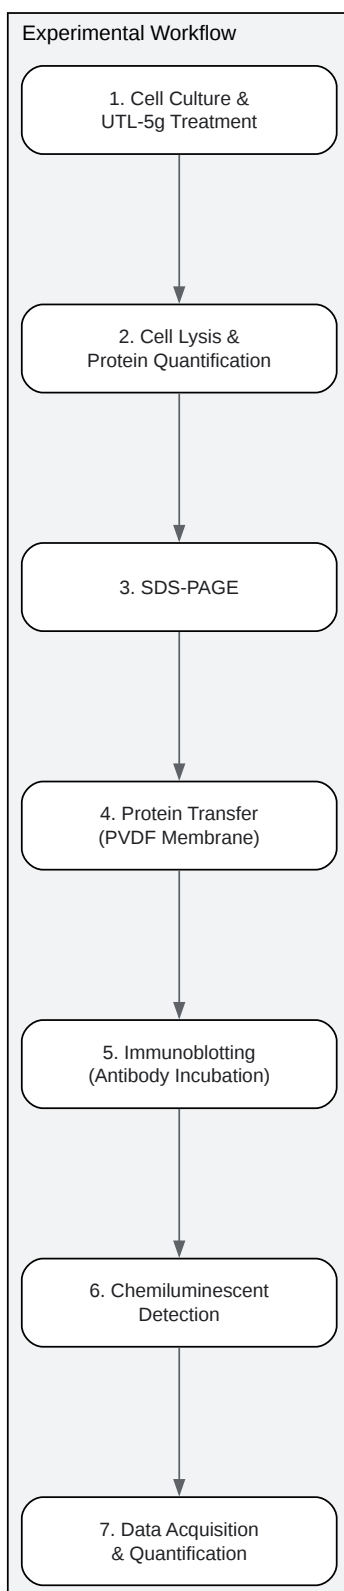 Experimental Workflow
1. Cell Culture &
UTL-5g Treatment
2. Cell Lysis &
Protein Quantification
3. SDS-PAGE
4. Protein Transfer
(PVDF Membrane)
5. Immunoblotting
(Antibody Incubation)
6. Chemiluminescent
Detection
7. Data Acquisition
& Quantification